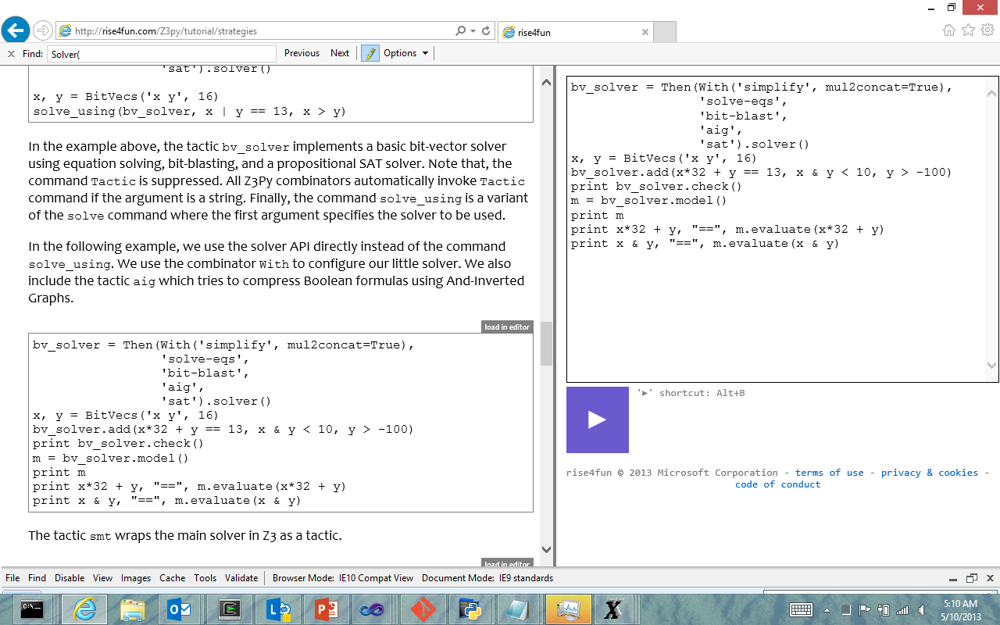 http://rise4fun.com/Z3py/tutorial/strategies
rise4fun
x Find: Solver( Previous Next Options
'sat').solver()
x, y = BitVecs('x y', 16)
solve_using(bv_solver, x | y == 13, x > y)
In the example above, the tactic bv_solver implements a basic bit-vector solver
using equation solving, bit-blasting, and a propositional SAT solver. Note that, the
command Tactic is suppressed. All Z3Py combinators automatically invoke Tactic
command if the argument is a string. Finally, the command solve_using is a variant
of the solve command where the first argument specifies the solver to be used.
In the following example, we use the solver API directly instead of the command
solve_using. We use the combinator With to configure our little solver. We also
include the tactic aig which tries to compress Boolean formulas using And-Inverted
Graphs.
load in editor
bv_solver = Then(With('simplify', mul2concat=True),
'solve-eqs',
'bit-blast',
'aig',
'sat').solver()
x, y = BitVecs('x y', 16)
bv_solver.add(x*32 + y == 13, x & y < 10, y > -100)
print bv_solver.check()
m = bv_solver.model()
print m
print x*32 + y, "==", m.evaluate(x*32 + y)
print x & y, "==", m.evaluate(x & y)
The tactic smt wraps the main solver in Z3 as a tactic.
load in editor
bv_solver = Then(With('simplify', mul2concat=True),
'solve-eqs',
'bit-blast',
'aig',
'sat').solver()
x, y = BitVecs('x y', 16)
bv_solver.add(x*32 + y == 13, x & y < 10, y > -100)
print bv_solver.check()
m = bv_solver.model()
print m
print x*32 + y, "==", m.evaluate(x*32 + y)
print x & y, "==", m.evaluate(x & y)
'►' shortcut: Alt+B
rise4fun © 2013 Microsoft Corporation - terms of use - privacy & cookies -
code of conduct
File Find Disable View Images Cache Tools Validate Browser Mode: IE10 Compat View Document Mode: IE9 standards
5:10 AM
5/10/2013